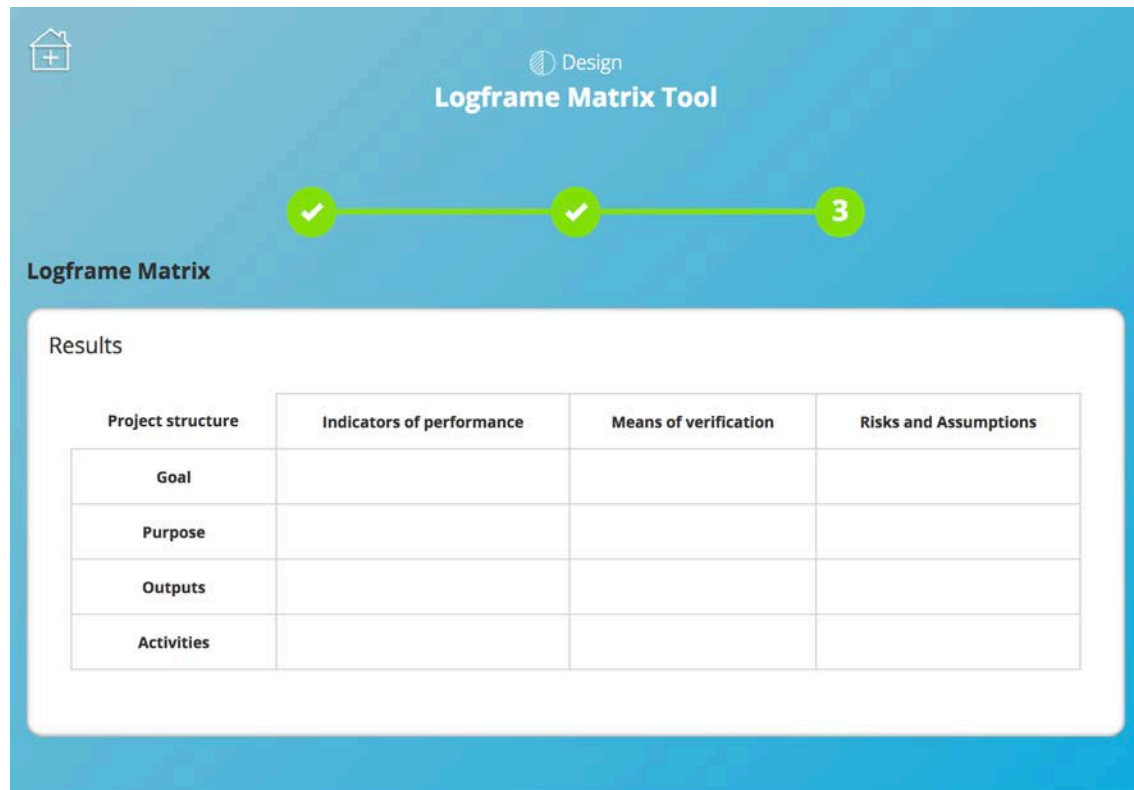 Design
Logframe Matrix Tool
3
Logframe Matrix
Results
Project structure Indicators of performance Means of verification Risks and Assumptions
Goal
Purpose
Outputs
Activities